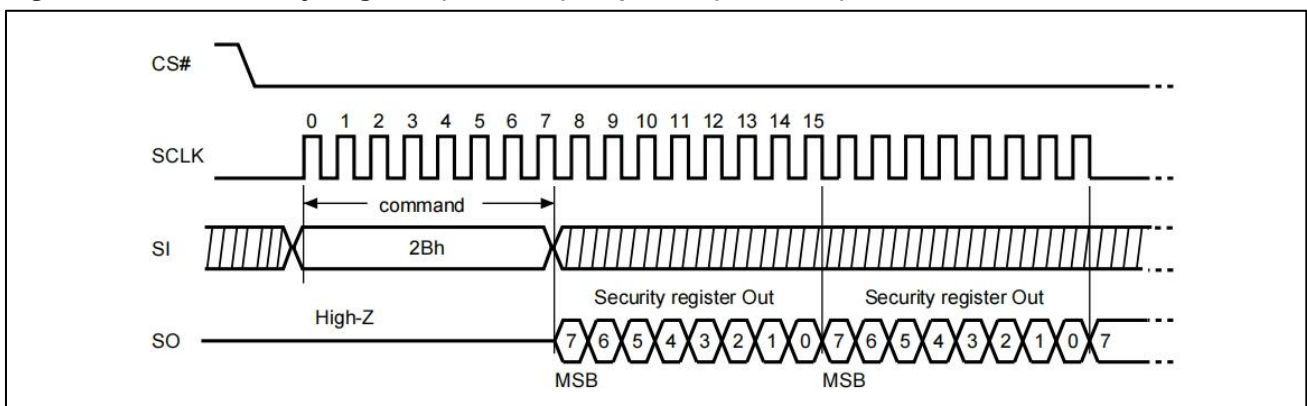 CS#
0 1 2 3 4 5 6 7 8 9 10 11 12 13 14 15
SCLK
command
SI
2Bh
Security register Out Security register Out
High-Z
SO
7 6 5 4 3 2 1 0 7 6 5 4 3 2 1 0 7
MSB MSB